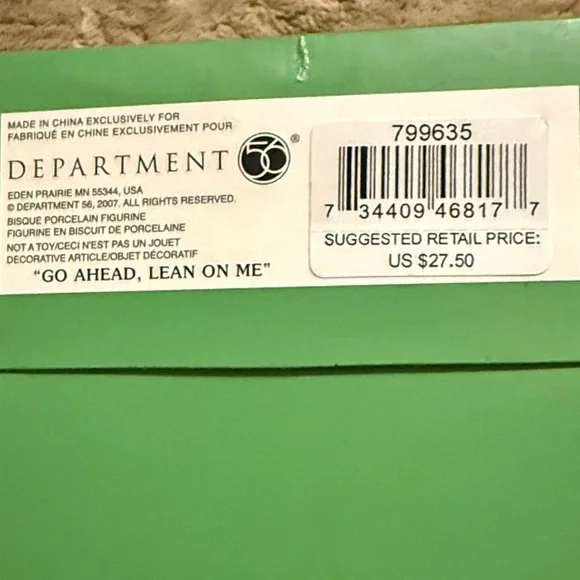 MADE IN CHINA EXCLUSIVELY FOR
FABRIQUÉ EN CHINE EXCLUSIVEMENT POUR
DEPARTMENT 56®
EDEN PRAIRIE MN 55344, USA
© DEPARTMENT 56, 2007. ALL RIGHTS RESERVED.
BISQUE PORCELAIN FIGURINE
FIGURINE EN BISCUIT DE PORCELAINE
NOT A TOY/CECI N'EST PAS UN JOUET
DECORATIVE ARTICLE/OBJET DÉCORATIF
"GO AHEAD, LEAN ON ME"
799635
7 34409 46817 7
SUGGESTED RETAIL PRICE:
US $27.50